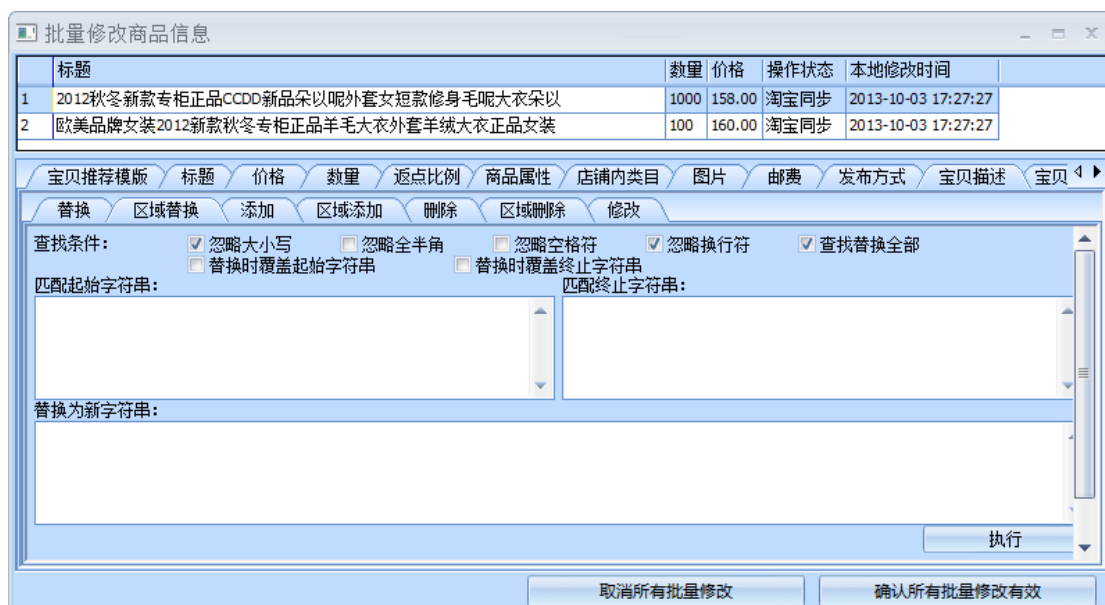 批量修改商品信息
标题 数量 价格 操作状态 本地修改时间
1 2012秋冬新款专柜正品CCDD新品朵以呢外套女短款修身毛呢大衣朵以 1000 158.00 淘宝同步 2013-10-03 17:27:27
2 欧美品牌女装2012新款秋冬专柜正品羊毛大衣外套羊绒大衣正品女装 100 160.00 淘宝同步 2013-10-03 17:27:27
宝贝推荐模版 标题 价格 数量 返点比例 商品属性 店铺内类目 图片 邮费 发布方式 宝贝描述 宝贝
替换 区域替换 添加 区域添加 删除 区域删除 修改
查找条件： 忽略大小写 忽略全半角 忽略空格符 忽略换行符 查找替换全部
替换时覆盖起始字符串 替换时覆盖终止字符串
匹配起始字符串： 匹配终止字符串：
替换为新字符串：
执行
取消所有批量修改 确认所有批量修改有效